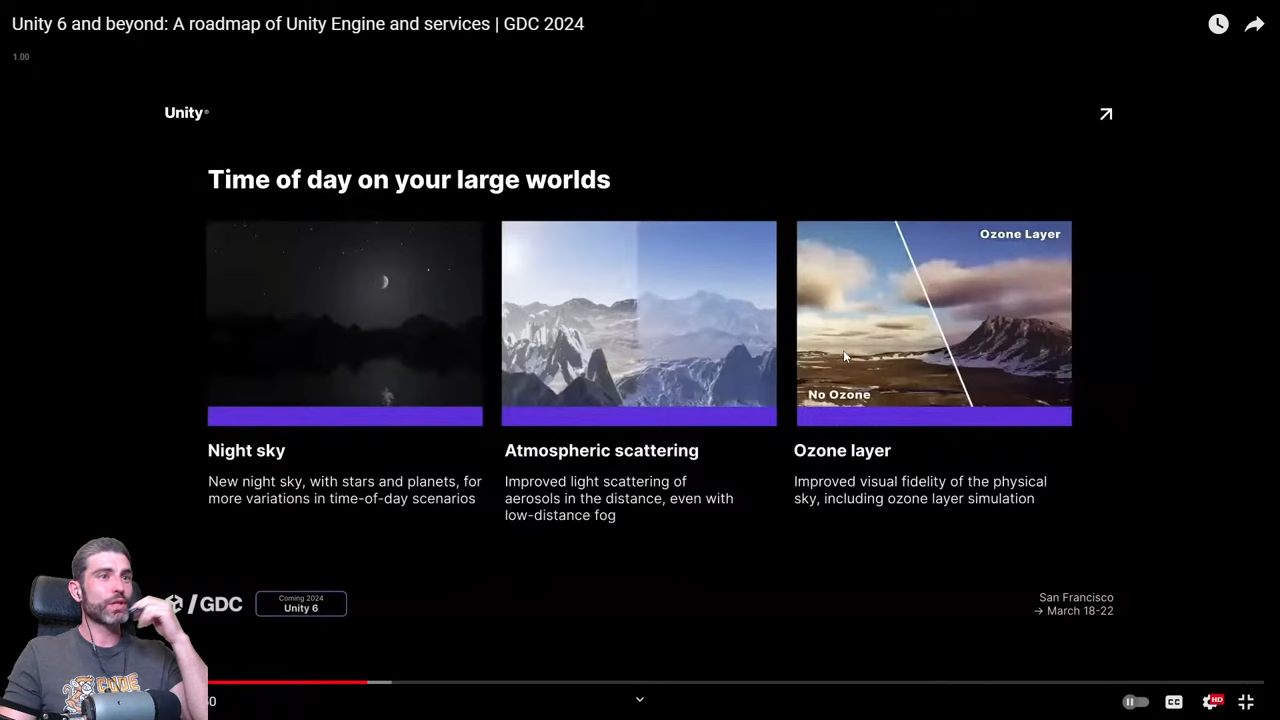 Unity 6 and beyond: A roadmap of Unity Engine and services | GDC 2024
1.00
Unity®
Time of day on your large worlds
Ozone Layer
No Ozone
Night sky
New night sky, with stars and planets, for
more variations in time-of-day scenarios
Atmospheric scattering
Improved light scattering of
aerosols in the distance, even with
low-distance fog
Ozone layer
Improved visual fidelity of the physical
sky, including ozone layer simulation
/GDC
Coming 2024
Unity 6
San Francisco
→ March 18-22
CODE
CC
HD